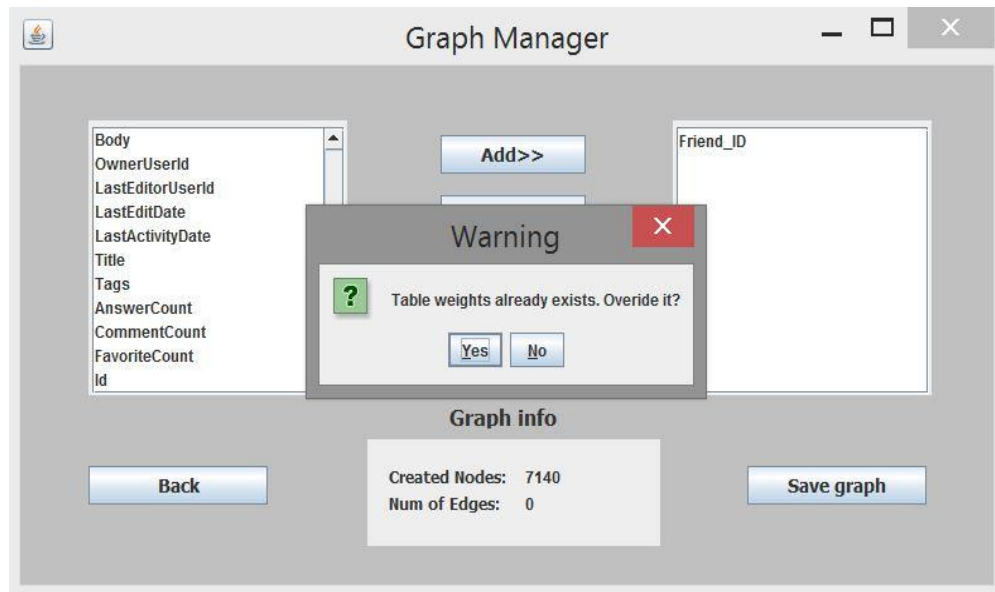 Graph Manager
Body
OwnerUserId
LastEditorUserId
LastEditDate
LastActivityDate
Title
Tags
AnswerCount
CommentCount
FavoriteCount
Id
Add>>
Friend_ID
Warning
Table weights already exists. Overide it?
Yes
No
Graph info
Created Nodes: 7140
Num of Edges: 0
Back
Save graph